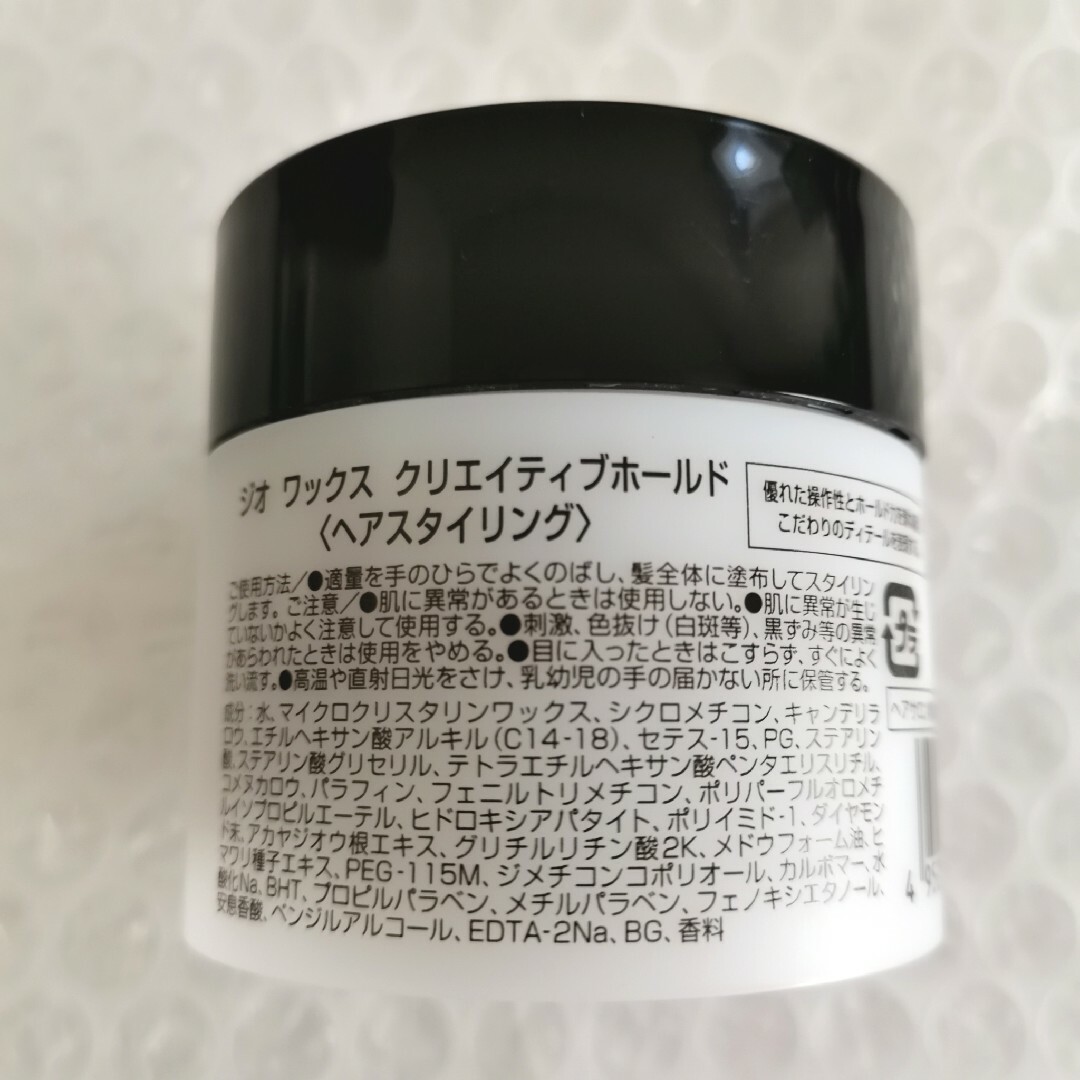 ジオ ワックス クリエイティブホールド
〈ヘアスタイリング〉
優れた操作性とホールド力
こだわりのディテールを
ご使用方法／●適量を手のひらでよくのばし、髪全体に塗布してスタイリン
グします。ご注意／●肌に異常があるときは使用しない。●肌に異常が生じ
ていないかよく注意して使用する。●刺激、色抜け(白斑等)、黒ずみ等の異常
があらわれたときは使用をやめる。●目に入ったときはこすらず、すぐによく
洗い流す。●高温や直射日光をさけ、乳幼児の手の届かない所に保管する。
プラ
ヘアサロン
成分：水、マイクロクリスタリンワックス、シクロメチコン、キャンデリラ
ロウ、エチルヘキサン酸アルキル(C14-18)、セテス-15、PG、ステアリン
酸、ステアリン酸グリセリル、テトラエチルヘキサン酸ペンタエリスリチル、
コメヌカロウ、パラフィン、フェニルトリメチコン、ポリパーフルオロメチ
ルイソプロピルエーテル、ヒドロキシアパタイト、ポリイミド-1、ダイヤモン
ド末、アカヤジオウ根エキス、グリチルリチン酸2K、メドウフォーム油、ヒ
マワリ種子エキス、PEG-115M、ジメチコンコポリオール、カルボマー、水
酸化Na、BHT、プロピルパラベン、メチルパラベン、フェノキシエタノール、
安息香酸、ベンジルアルコール、EDTA-2Na、BG、香料
4